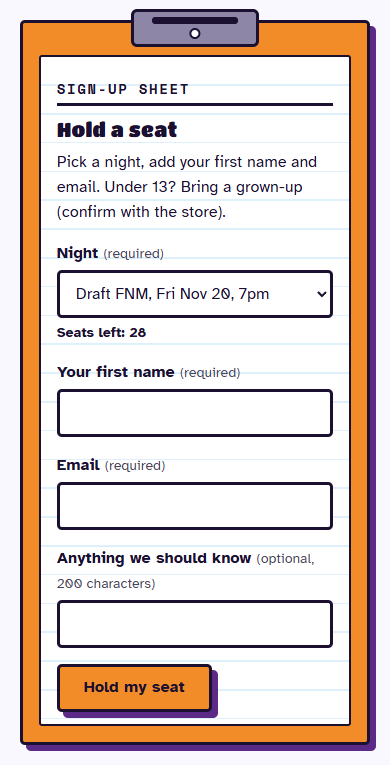 SIGN-UP SHEET
Hold a seat
Pick a night, add your first name and
email. Under 13? Bring a grown-up
(confirm with the store).
Night (required)
Draft FNM, Fri Nov 20, 7pm
Seats left: 28
Your first name (required)
Email (required)
Anything we should know (optional,
200 characters)
Hold my seat